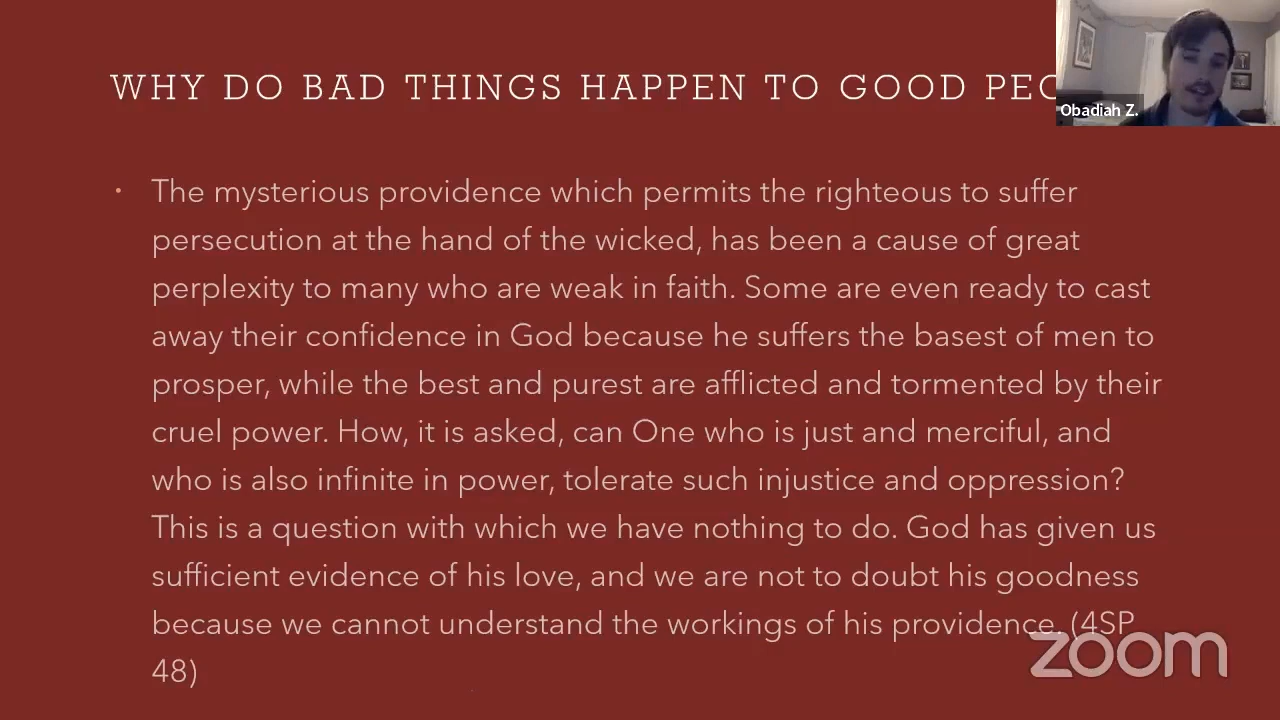 WHY DO BAD THINGS HAPPEN TO GOOD
Obadiah Z.
• The mysterious providence which permits the righteous to suffer
persecution at the hand of the wicked, has been a cause of great
perplexity to many who are weak in faith. Some are even ready to cast
away their confidence in God because he suffers the basest of men to
prosper, while the best and purest are afflicted and tormented by their
cruel power. How, it is asked, can One who is just and merciful, and
who is also infinite in power, tolerate such injustice and oppression?
This is a question with which we have nothing to do. God has given us
sufficient evidence of his love, and we are not to doubt his goodness
because we cannot understand the workings of his providence. (4SP
48)
zoom